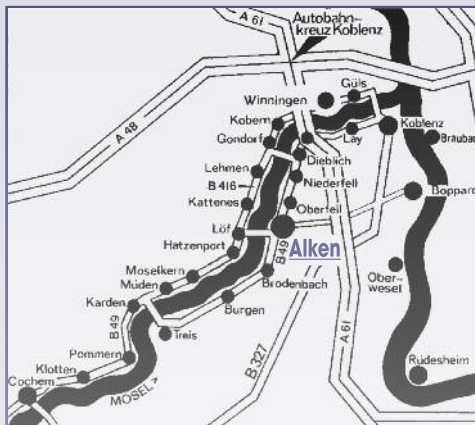 A 61
Autobahn-
kreuz Koblenz
Güls
Winningen
Kobern
Koblenz
A 48
Gondorf
Lay
Braubach
Dieblich
Lehmen
Niederfell
B 416
Boppard
Kattenes
Oberfell
Löf
Alken
Hatzenport
B 49
Moselkern
Ober-
wesel
Müden
Brodenbach
Karden
Burgen
A 61
B 49
Treis
B 327
Pommern
Klotten
Rüdesheim
Cochem
MOSEL >